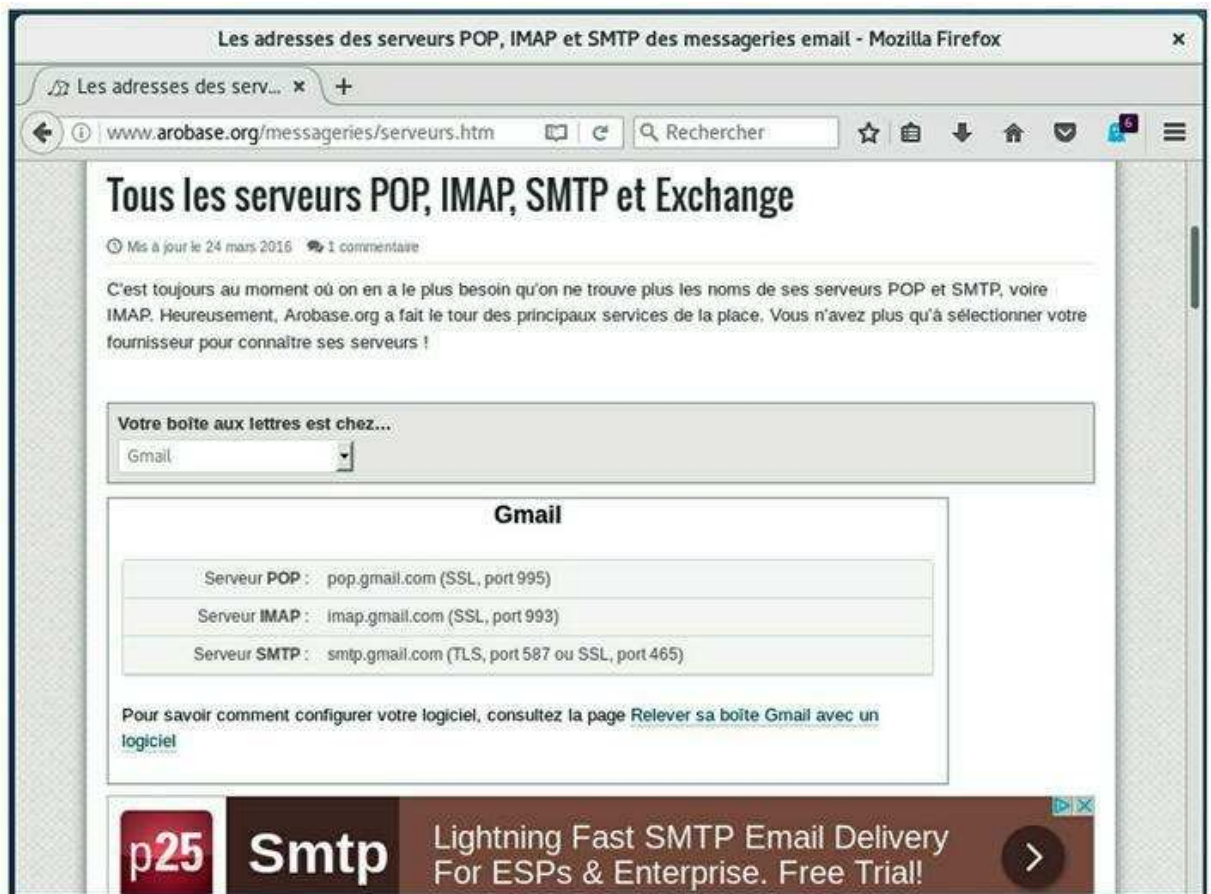 Les adresses des serveurs POP, IMAP et SMTP des messageries email - Mozilla Firefox
Les adresses des serv...
www.arobase.org/messageries/serveurs.htm
Rechercher
6
Tous les serveurs POP, IMAP, SMTP et Exchange
Mis à jour le 24 mars 2016 1 commentaire
C'est toujours au moment où on en a le plus besoin qu'on ne trouve plus les noms de ses serveurs POP et SMTP, voire
IMAP. Heureusement, Arobase.org a fait le tour des principaux services de la place. Vous n'avez plus qu'à sélectionner votre
fournisseur pour connaître ses serveurs !
Votre boîte aux lettres est chez...
Gmail
Gmail
Serveur POP : pop.gmail.com (SSL, port 995)
Serveur IMAP : imap.gmail.com (SSL, port 993)
Serveur SMTP : smtp.gmail.com (TLS, port 587 ou SSL, port 465)
Pour savoir comment configurer votre logiciel, consultez la page Relever sa boîte Gmail avec un
logiciel
p25 Smtp
Lightning Fast SMTP Email Delivery
For ESPs & Enterprise. Free Trial!